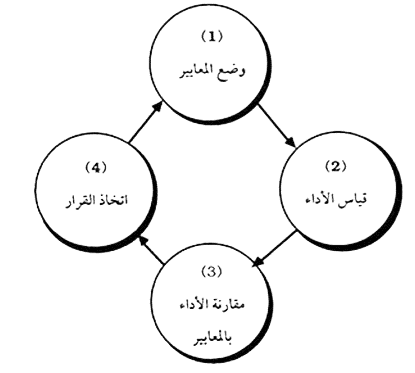 (1)
وضع المعايير
(2)
قياس الأداء
(3)
مقارنة الأداء
بالمعايير
(4)
اتخاذ القرار